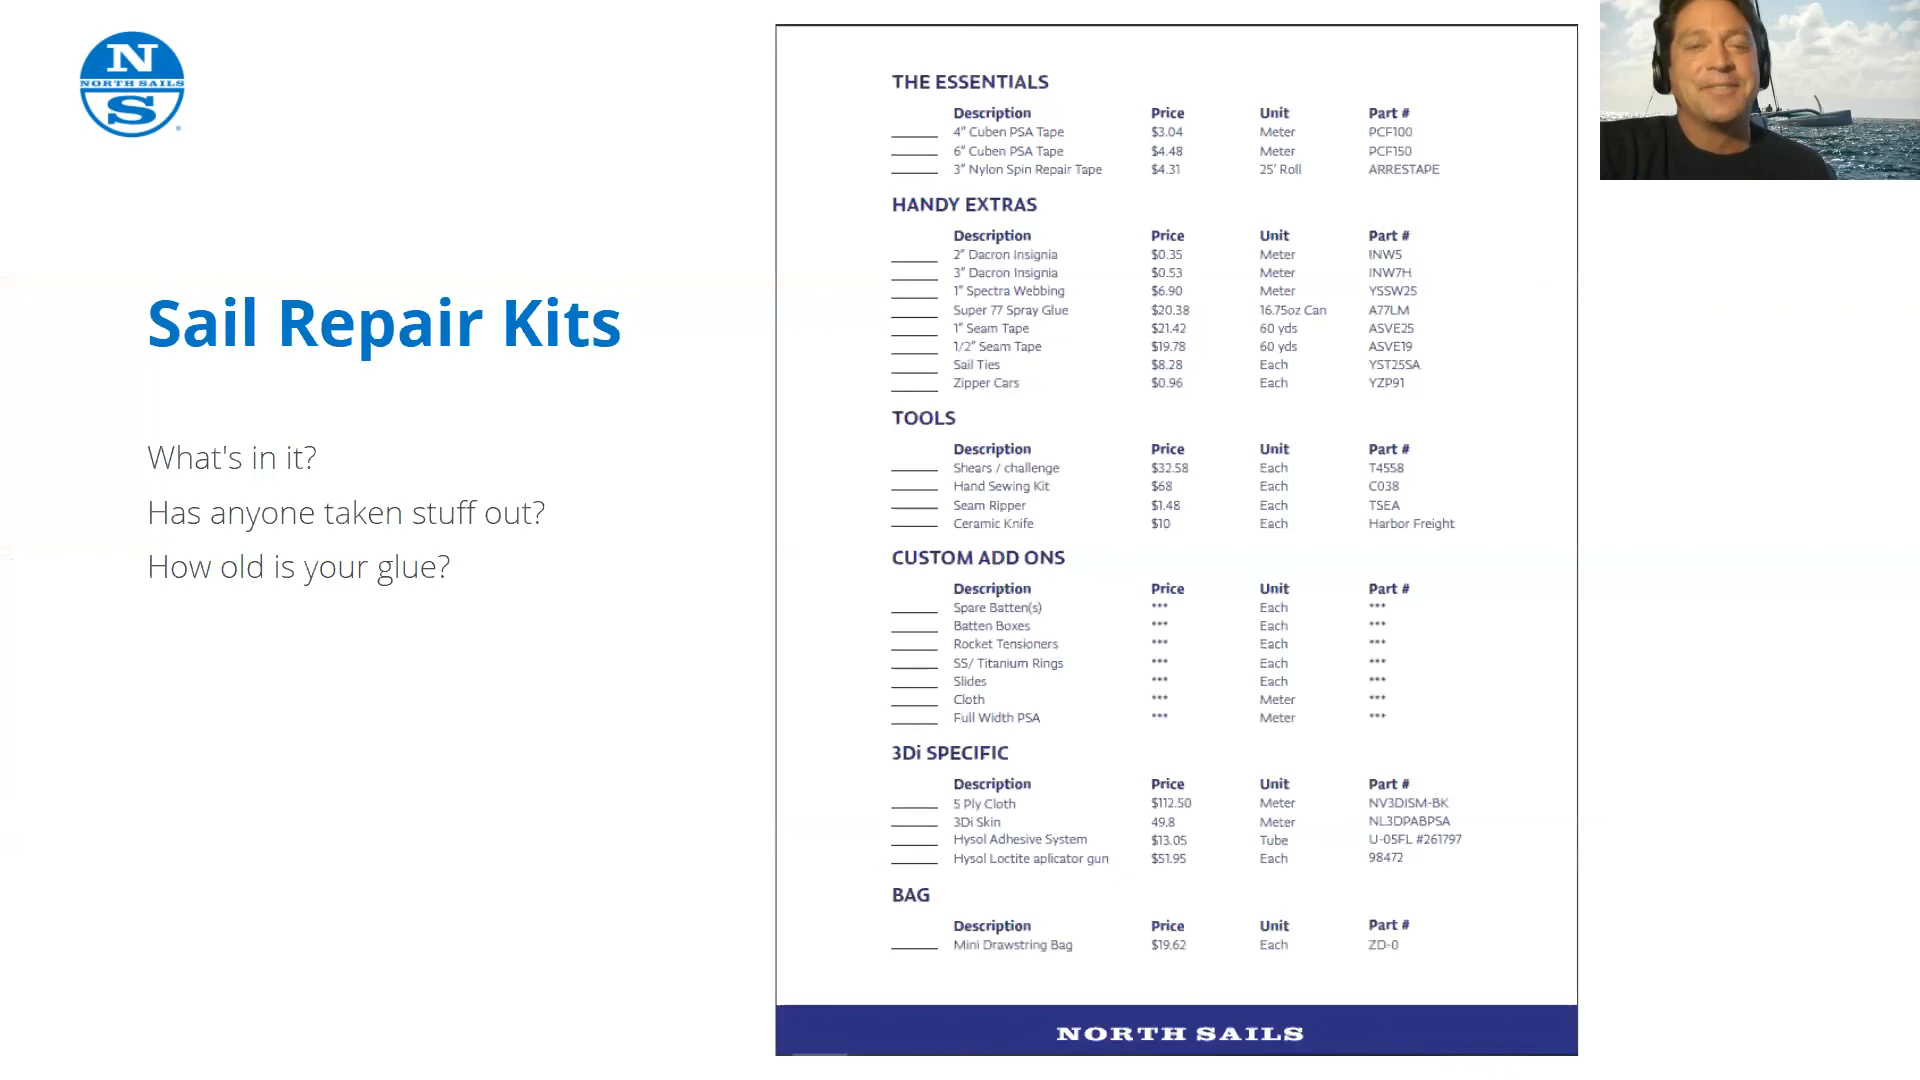 N
NORTH SAILS
S
Sail Repair Kits
What's in it?
Has anyone taken stuff out?
How old is your glue?
THE ESSENTIALS
Description Price Unit Part #
4" Cuben PSA Tape $3.04 Meter PCF100
6" Cuben PSA Tape $4.48 Meter PCF150
3" Nylon Spin Repair Tape $4.31 25' Roll ARRESTAPE
HANDY EXTRAS
Description Price Unit Part #
2" Dacron Insignia $0.35 Meter INW5
3" Dacron Insignia $0.53 Meter INW7H
1" Spectra Webbing $6.90 Meter YSSW25
Super 77 Spray Glue $20.38 16.75oz Can A77LM
1" Seam Tape $21.42 60 yds ASVE25
1/2" Seam Tape $19.78 60 yds ASVE19
Sail Ties $8.28 Each YST25SA
Zipper Cars $0.96 Each YZP91
TOOLS
Description Price Unit Part #
Shears / challenge $32.58 Each T4558
Hand Sewing Kit $68 Each C038
Seam Ripper $1.48 Each TSEA
Ceramic Knife $10 Each Harbor Freight
CUSTOM ADD ONS
Description Price Unit Part #
Spare Batten(s) *** Each ***
Batten Boxes *** Each ***
Rocket Tensioners *** Each ***
SS/ Titanium Rings *** Each ***
Slides *** Each ***
Cloth *** Meter ***
Full Width PSA *** Meter ***
3Di SPECIFIC
Description Price Unit Part #
5 Ply Cloth $112.50 Meter NV3DISM-BK
3Di Skin 49.8 Meter NL3DPABPSA
Hysol Adhesive System $13.05 Tube U-05FL #261797
Hysol Loctite aplicator gun $51.95 Each 98472
BAG
Description Price Unit Part #
Mini Drawstring Bag $19.62 Each ZD-0
NORTH SAILS